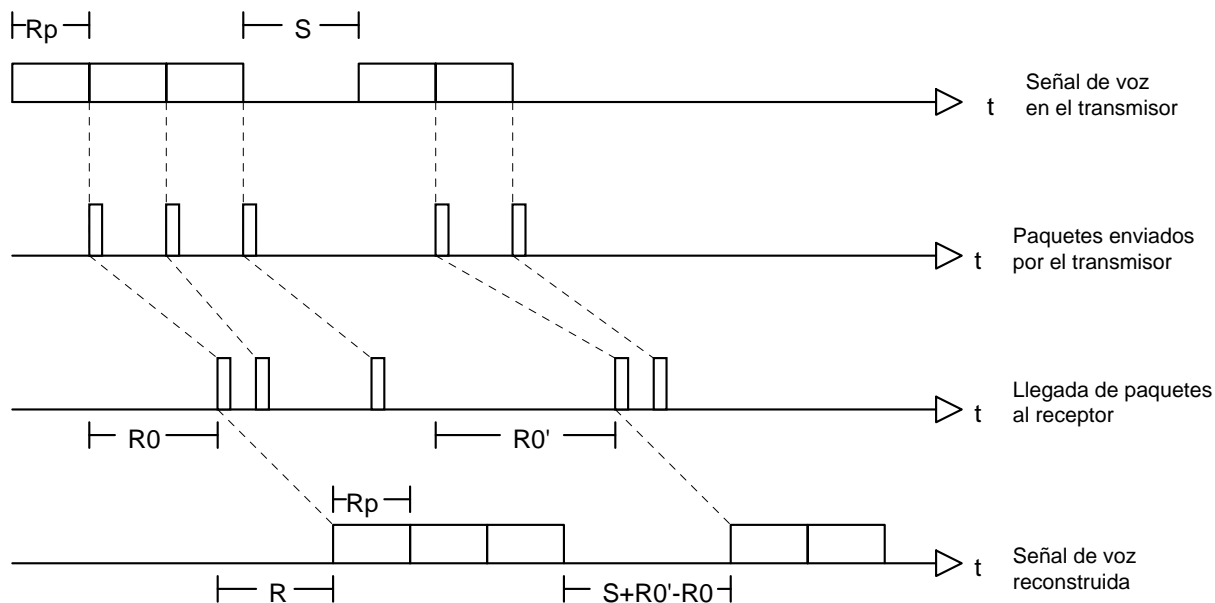 Rp
S
t
Señal de voz
en el transmisor
t
Paquetes enviados
por el transmisor
t
Llegada de paquetes
al receptor
R0
R0'
Rp
t
Señal de voz
reconstruida
R
S+R0'-R0